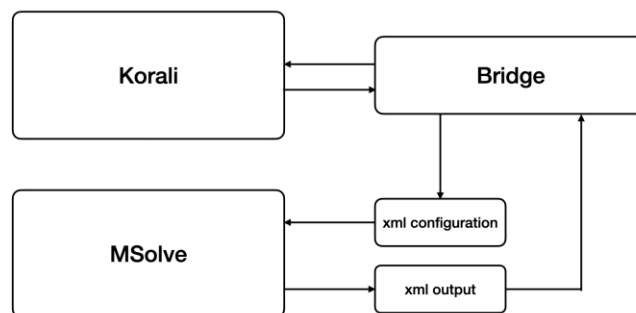 Korali
Bridge
xml configuration
MSolve
xml output